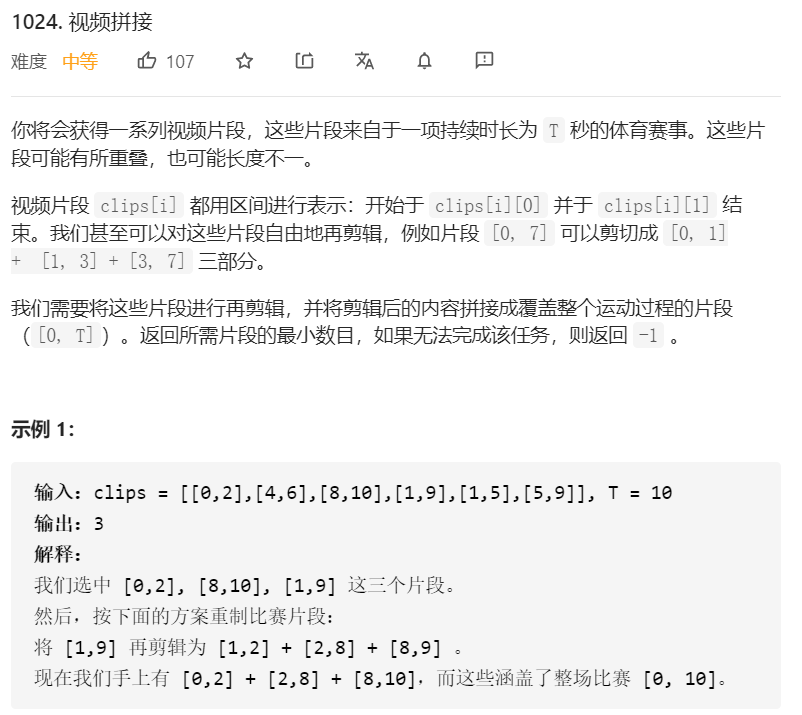 1024. 视频拼接
难度 中等 107
你将会获得一系列视频片段，这些片段来自于一项持续时长为 T 秒的体育赛事。这些片
段可能有所重叠，也可能长度不一。
视频片段 clips[i] 都用区间进行表示：开始于 clips[i][0] 并于 clips[i][1] 结
束。我们甚至可以对这些片段自由地再剪辑，例如片段 [0, 7] 可以剪切成 [0, 1]
+ [1, 3] + [3, 7] 三部分。
我们需要将这些片段进行再剪辑，并将剪辑后的内容拼接成覆盖整个运动过程的片段
（[0, T]）。返回所需片段的最小数目，如果无法完成该任务，则返回 -1 。
示例 1：
输入：clips = [[0,2],[4,6],[8,10],[1,9],[1,5],[5,9]], T = 10
输出：3
解释：
我们选中 [0,2], [8,10], [1,9] 这三个片段。
然后，按下面的方案重制比赛片段：
将 [1,9] 再剪辑为 [1,2] + [2,8] + [8,9] 。
现在我们手上有 [0,2] + [2,8] + [8,10]，而这些涵盖了整场比赛 [0, 10]。